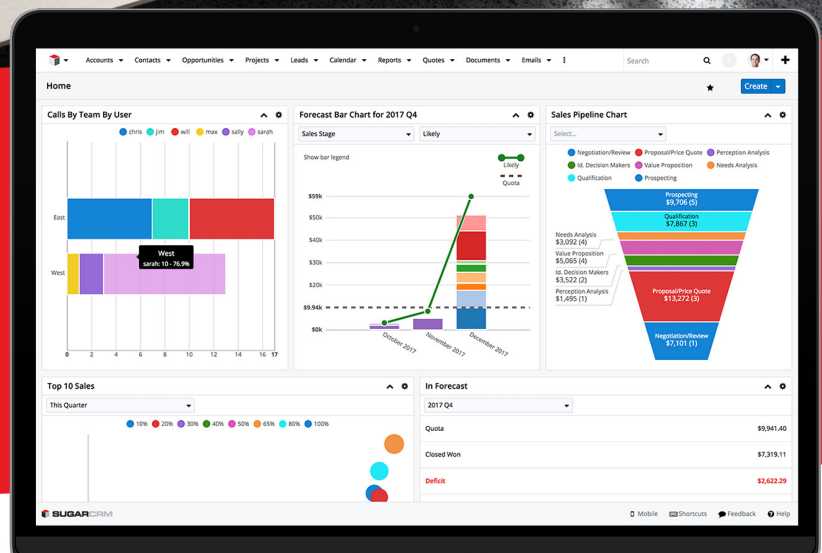 Accounts Contacts Opportunities Projects Leads Calendar Reports Quotes Documents Emails Search
Home Create
Calls By Team By User
chris jim will max sally sarah
East
West
West
sarah: 10 - 76.9%
0 2 4 6 8 10 12 14 16 17
Forecast Bar Chart for 2017 Q4
Sales Stage Likely
Show bar legend
Likely
Quota
$59k
$50k
$40k
$30k
$20k
$9.94k
$0k
October 2017 November 2017 December 2017
Sales Pipeline Chart
Select...
Negotiation/Review Proposal/Price Quote Perception Analysis
Id. Decision Makers Value Proposition Needs Analysis
Qualification Prospecting
Prospecting
$9,706 (5)
Qualification
$7,867 (3)
Needs Analysis
$3,092 (4)
Value Proposition
$5,065 (4)
Id. Decision Makers
$3,522 (2)
Perception Analysis
$1,495 (1)
Proposal/Price Quote
$13,272 (3)
Negotiation/Review
$7,101 (1)
Top 10 Sales
This Quarter
10% 20% 30% 40% 50% 65% 80% 100%
In Forecast
2017 Q4
Quota $9,941.40
Closed Won $7,319.11
Deficit $2,622.29
SUGARCRM Mobile Shortcuts Feedback Help